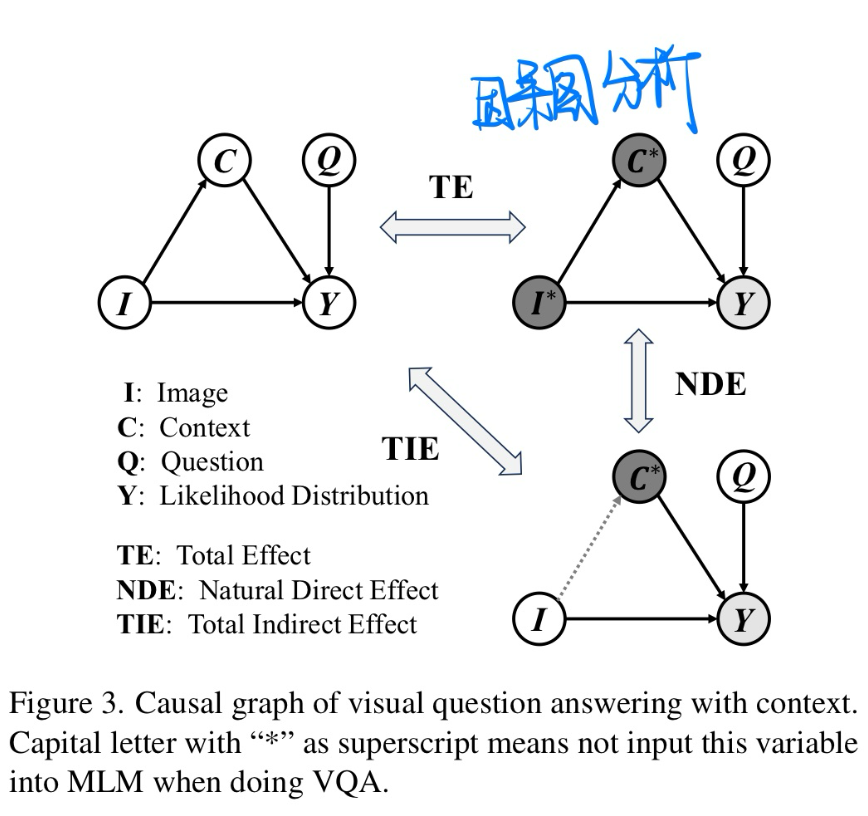 因果图分析
C
Q
TE
C*
Q
I
Y
I*
Y
NDE
I: Image
C: Context
Q: Question
Y: Likelihood Distribution
TIE
C*
Q
TE: Total Effect
NDE: Natural Direct Effect
TIE: Total Indirect Effect
I
Y
Figure 3. Causal graph of visual question answering with context.
Capital letter with “*” as superscript means not input this variable
into MLM when doing VQA.